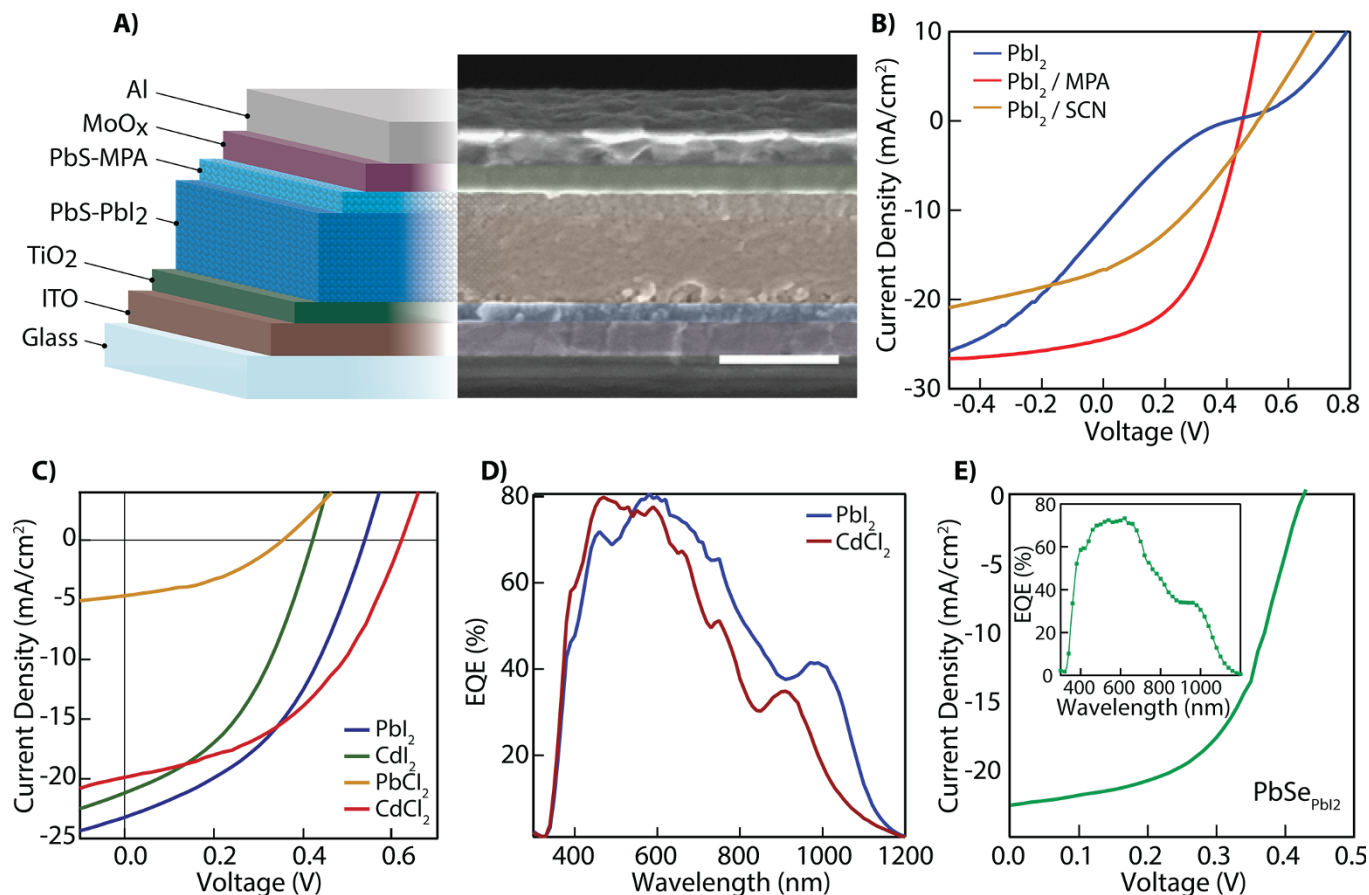 A)
Al
MoOx
PbS-MPA
PbS-PbI2
TiO2
ITO
Glass
B)
Current Density (mA/cm2)
10
0
-10
-20
-30
PbI2
PbI2 / MPA
PbI2 / SCN
-0.4
-0.2
0.0
0.2
0.4
0.6
0.8
Voltage (V)
C)
Current Density (mA/cm2)
0
-5
-10
-15
-20
-25
PbI2
CdI2
PbCl2
CdCl2
0.0
0.2
0.4
0.6
Voltage (V)
D)
EQE (%)
80
60
40
20
PbI2
CdCl2
400
600
800
1000
1200
Wavelength (nm)
E)
Current Density (mA/cm2)
0
-5
-10
-15
-20
EQE (%)
80
60
40
20
0
400
600
800
1000
Wavelength (nm)
PbSePbI2
0.0
0.1
0.2
0.3
0.4
0.5
Voltage (V)